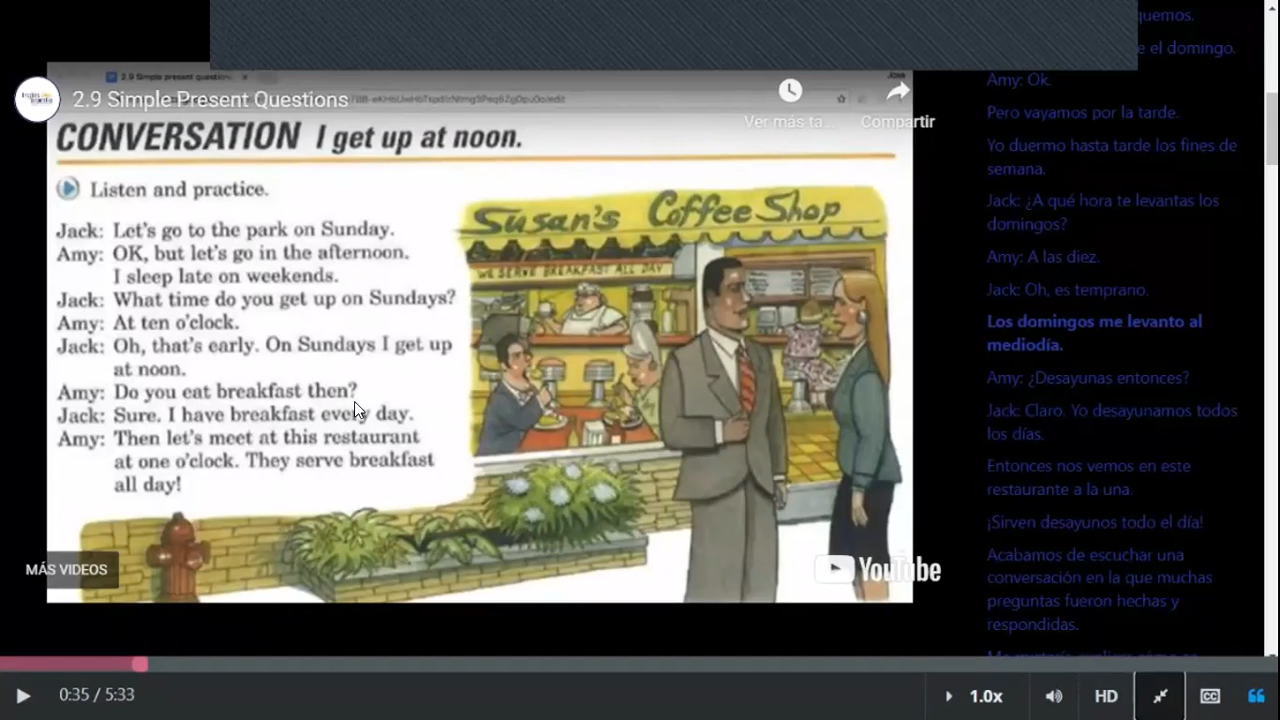 2.9 Simple present question
Jose
2.9 Simple Present Questions
Ver más ta...
Compartir
CONVERSATION I get up at noon.
Listen and practice.
Jack: Let's go to the park on Sunday.
Amy: OK, but let's go in the afternoon.
I sleep late on weekends.
Jack: What time do you get up on Sundays?
Amy: At ten o'clock.
Jack: Oh, that's early. On Sundays I get up
at noon.
Amy: Do you eat breakfast then?
Jack: Sure. I have breakfast every day.
Amy: Then let's meet at this restaurant
at one o'clock. They serve breakfast
all day!
Susan's Coffee Shop
WE SERVE BREAKFAST ALL DAY
MÁS VIDEOS
YouTube
quemos.
e el domingo.
Amy: Ok.
Pero vayamos por la tarde.
Yo duermo hasta tarde los fines de
semana.
Jack: ¿A qué hora te levantas los
domingos?
Amy: A las diez.
Jack: Oh, es temprano.
Los domingos me levanto al
mediodía.
Amy: ¿Desayunas entonces?
Jack: Claro. Yo desayunamos todos
los días.
Entonces nos vemos en este
restaurante a la una.
¡Sirven desayunos todo el día!
Acabamos de escuchar una
conversación en la que muchas
preguntas fueron hechas y
respondidas.
0:35 / 5:33
1.0x
HD
CC